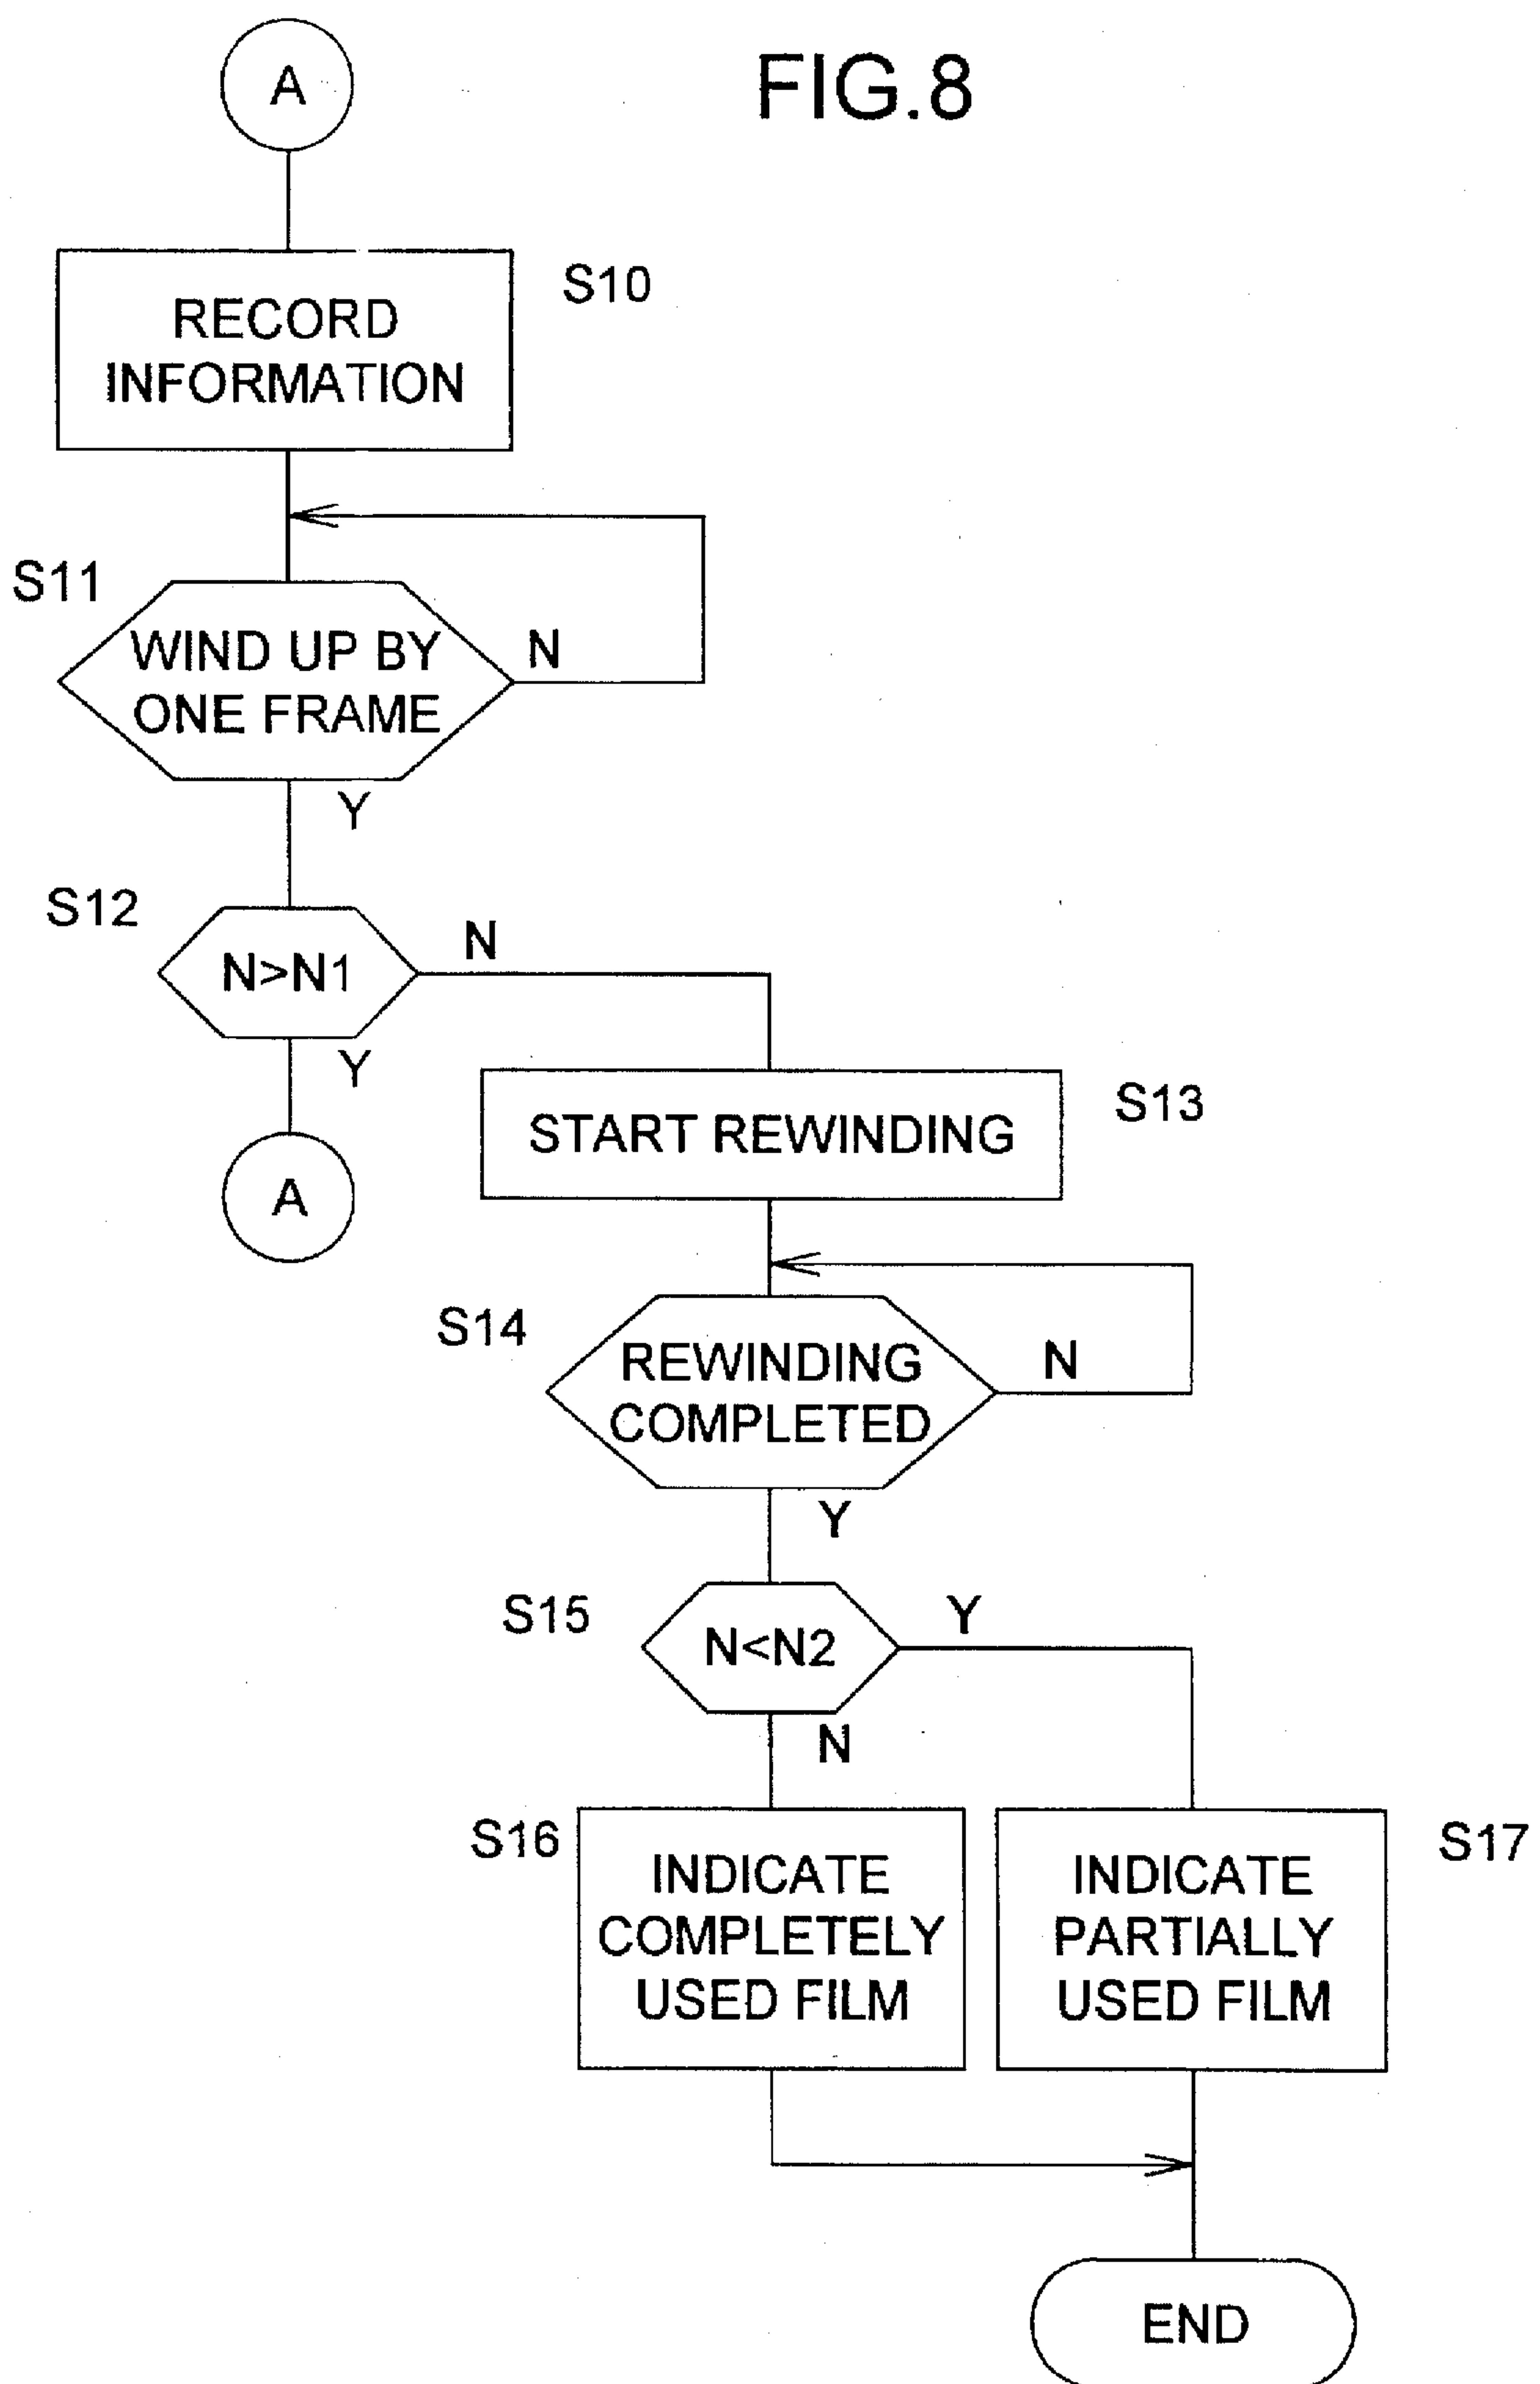 FIG.8
A
S10
RECORD
INFORMATION
S11
WIND UP BY
ONE FRAME
N
Y
S12
N>N1
N
Y
A
START REWINDING
S13
S14
REWINDING
COMPLETED
N
Y
S15
N<N2
Y
N
S16
INDICATE
COMPLETELY
USED FILM
INDICATE
PARTIALLY
USED FILM
S17
END